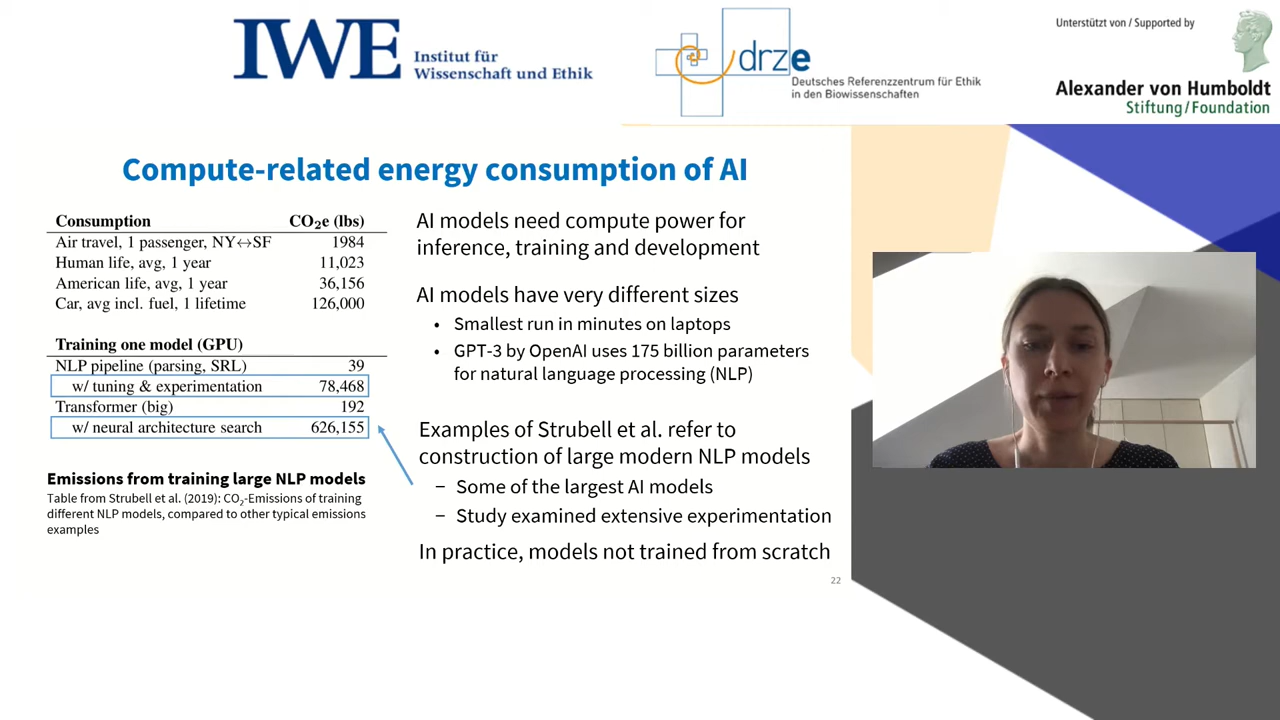 IWE Institut für
Wissenschaft und Ethik
drze
Deutsches Referenzzentrum für Ethik
in den Biowissenschaften
Unterstützt von / Supported by
Alexander von Humboldt
Stiftung/Foundation
Compute-related energy consumption of AI
Consumption CO₂e (lbs)
Air travel, 1 passenger, NY↔SF 1984
Human life, avg, 1 year 11,023
American life, avg, 1 year 36,156
Car, avg incl. fuel, 1 lifetime 126,000
Training one model (GPU)
NLP pipeline (parsing, SRL) 39
w/ tuning & experimentation 78,468
Transformer (big) 192
w/ neural architecture search 626,155
Emissions from training large NLP models
Table from Strubell et al. (2019): CO₂-Emissions of training
different NLP models, compared to other typical emissions
examples
AI models need compute power for
inference, training and development
AI models have very different sizes
• Smallest run in minutes on laptops
• GPT-3 by OpenAI uses 175 billion parameters
for natural language processing (NLP)
Examples of Strubell et al. refer to
construction of large modern NLP models
− Some of the largest AI models
− Study examined extensive experimentation
In practice, models not trained from scratch
22